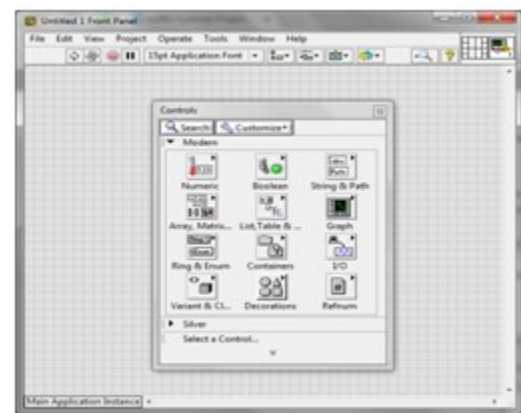 Untitled 1 Front Panel
File Edit View Project Operate Tools Window Help
15pt Application Font
Controls
Search Customize
Modern
Numeric Boolean String & Path
Array, Matrix... List, Table & ... Graph
Ring & Enum Containers I/O
Variant & Cl... Decorations Refnum
Silver
Select a Control...
Main Application Instance